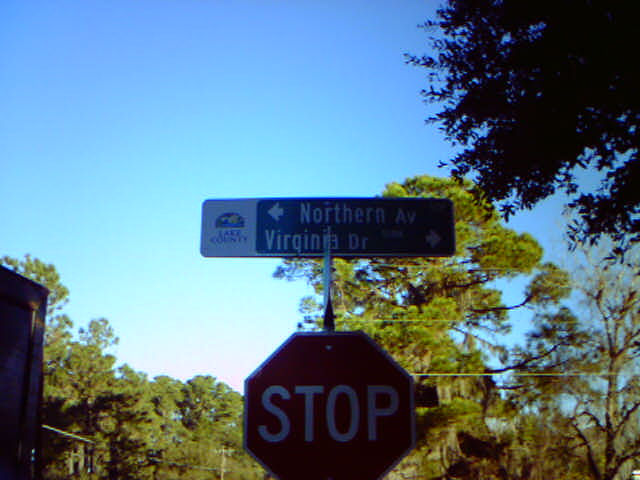 LAKE
COUNTY
Northern Av
Virginia Dr
STOP